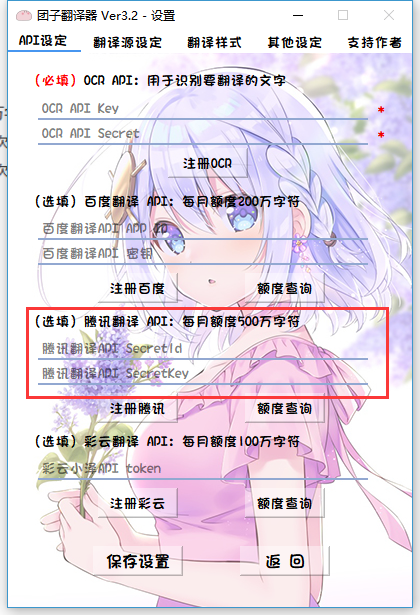 团子翻译器 Ver3.2 - 设置
API设定 翻译源设定 翻译样式 其他设定 支持作者
(必填) OCR API: 用于识别要翻译的文字
OCR API Key *
OCR API Secret *
注册OCR
(选填) 百度翻译 API: 每月额度200万字符
百度翻译API APP ID
百度翻译API 密钥
注册百度 额度查询
(选填) 腾讯翻译 API: 每月额度500万字符
腾讯翻译API SecretId
腾讯翻译API SecretKey
注册腾讯 额度查询
(选填) 彩云翻译 API: 每月额度100万字符
彩云小译API token
注册彩云 额度查询
保存设置 返 回